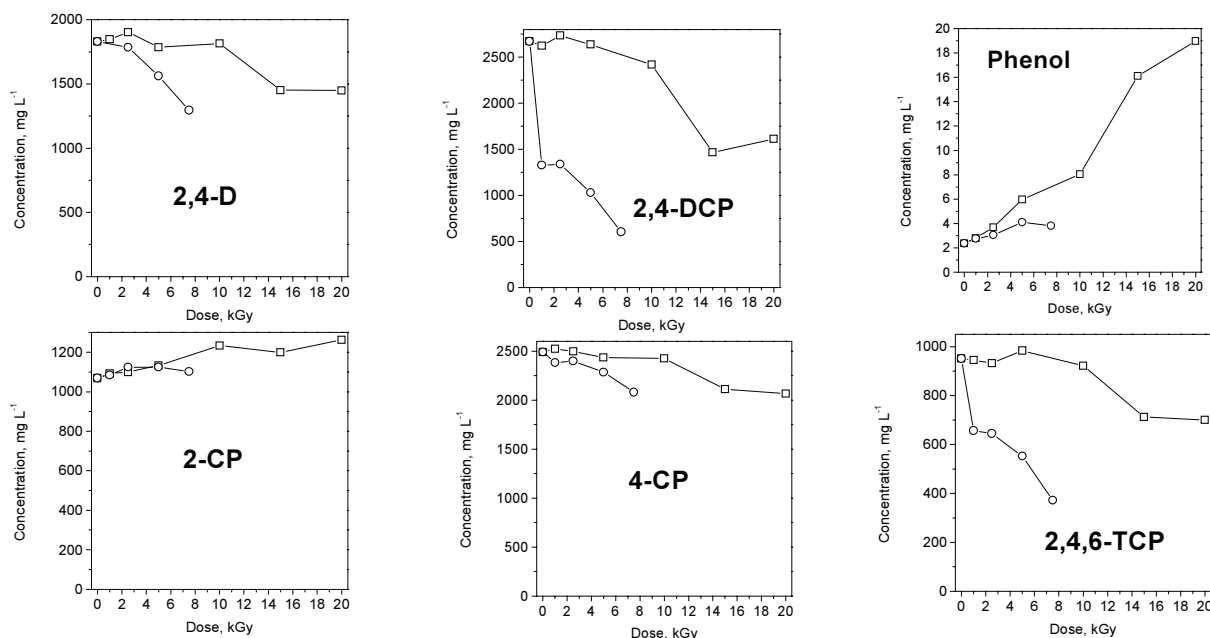 2000
1500
1000
500
0
Concentration, mg L⁻¹
2,4-D
0 2 4 6 8 10 12 14 16 18 20
Dose, kGy
2500
2000
1500
1000
500
0
Concentration, mg L⁻¹
2,4-DCP
0 2 4 6 8 10 12 14 16 18 20
Dose, kGy
20
18
16
14
12
10
8
6
4
2
0
Concentration, mg L⁻¹
Phenol
0 2 4 6 8 10 12 14 16 18 20
Dose, kGy
1200
1000
800
600
400
200
0
Concentration, mg L⁻¹
2-CP
0 2 4 6 8 10 12 14 16 18 20
Dose, kGy
2500
2000
1500
1000
500
0
Concentration, mg L⁻¹
4-CP
0 2 4 6 8 10 12 14 16 18 20
Dose, kGy
1000
800
600
400
200
0
Concentration, mg L⁻¹
2,4,6-TCP
0 2 4 6 8 10 12 14 16 18 20
Dose, kGy